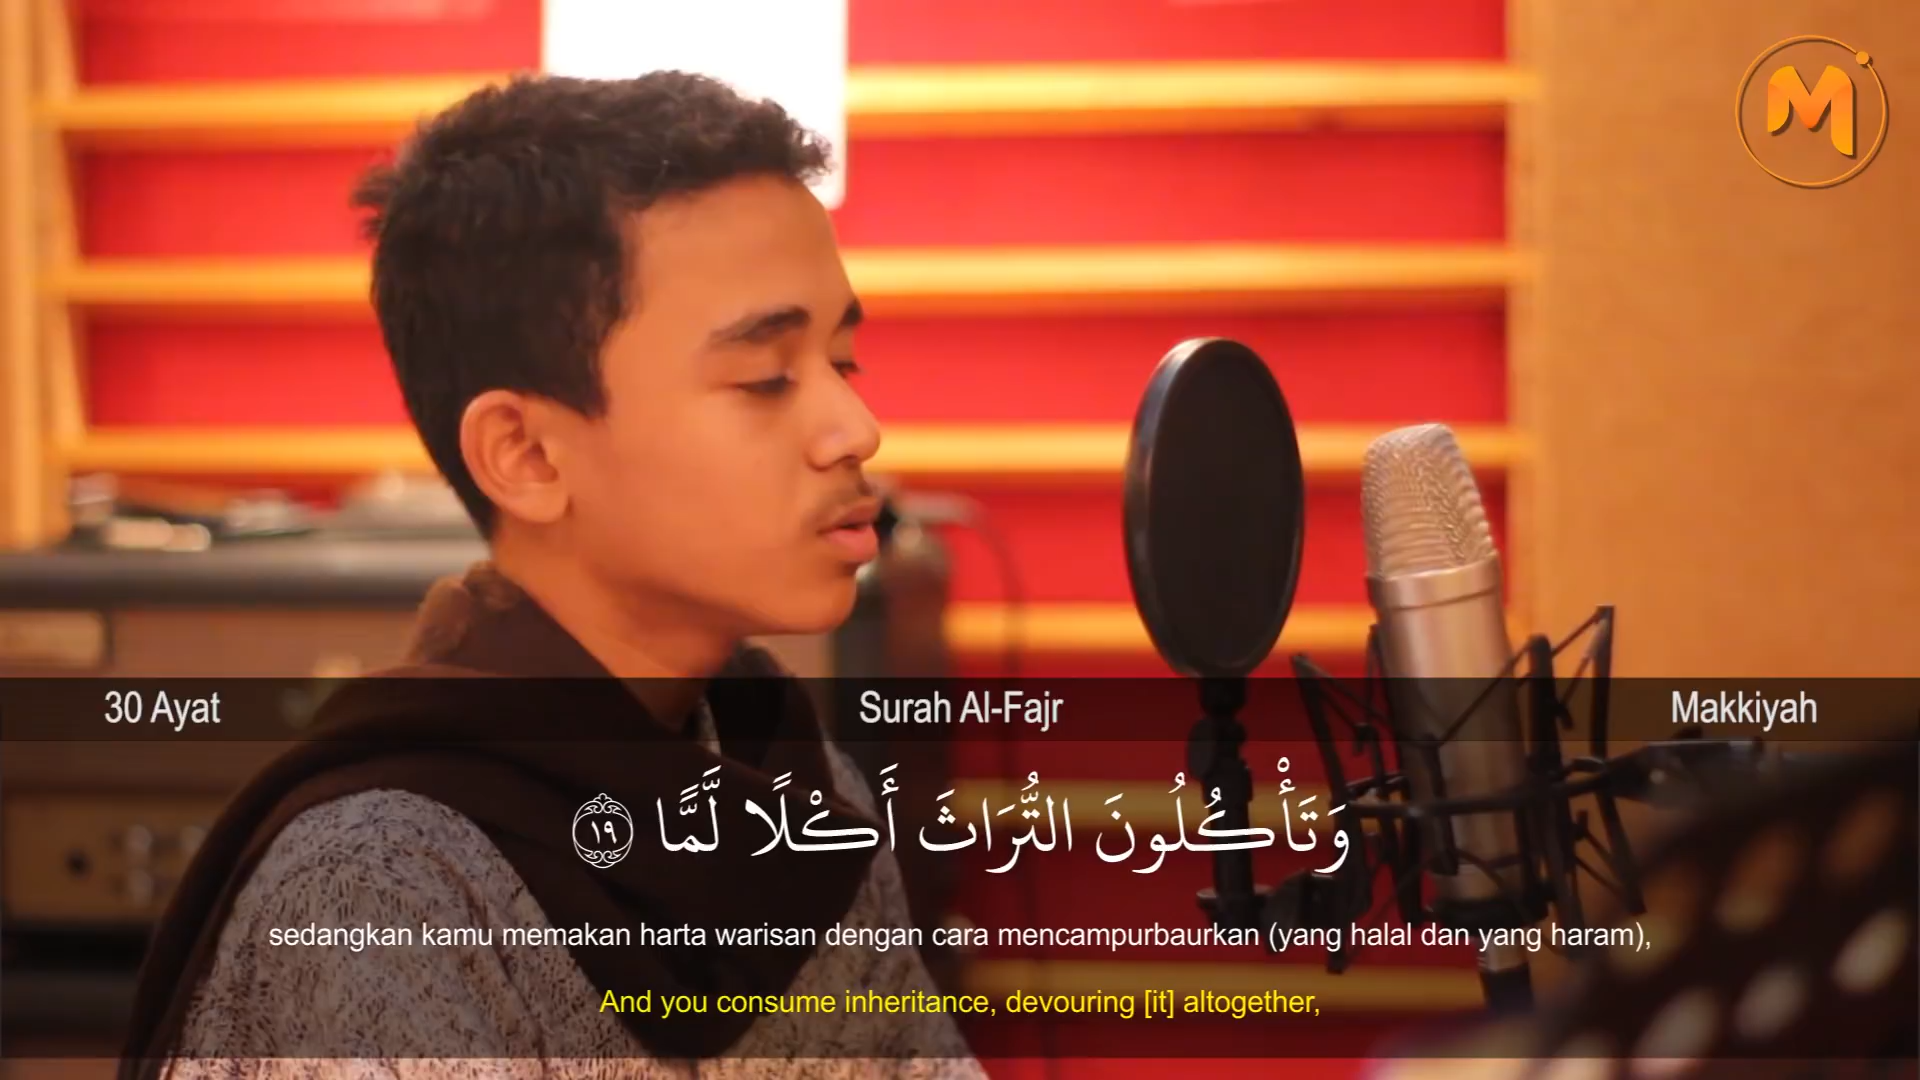 M
30 Ayat Surah Al-Fajr Makkiyah
وَتَأْكُلُونَ التُّرَاثَ أَكْلًا لَّمًّا ١٩
sedangkan kamu memakan harta warisan dengan cara mencampurbaurkan (yang halal dan yang haram),
And you consume inheritance, devouring [it] altogether,